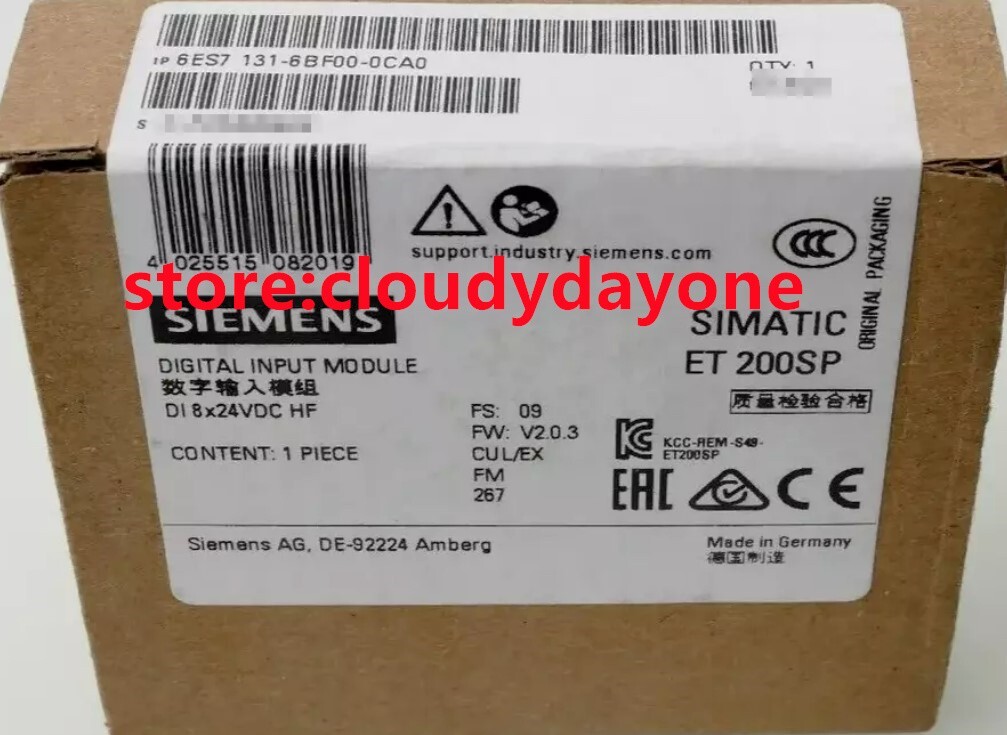 1P 6ES7 131-6BF00-0CA0
QTY: 1
S
4 025515 082019
support.industry.siemens.com
CCC
ORIGINAL PACKAGING
store:cloudydayone
SIEMENS
SIMATIC
ET 200SP
DIGITAL INPUT MODULE
数字输入模组
DI 8x24VDC HF
质量检验合格
FS: 09
FW: V2.0.3
CUL/EX
FM
267
KC
KCC-REM-S49-
ET200SP
CONTENT: 1 PIECE
EAC CE
Siemens AG, DE-92224 Amberg
Made in Germany
德国制造